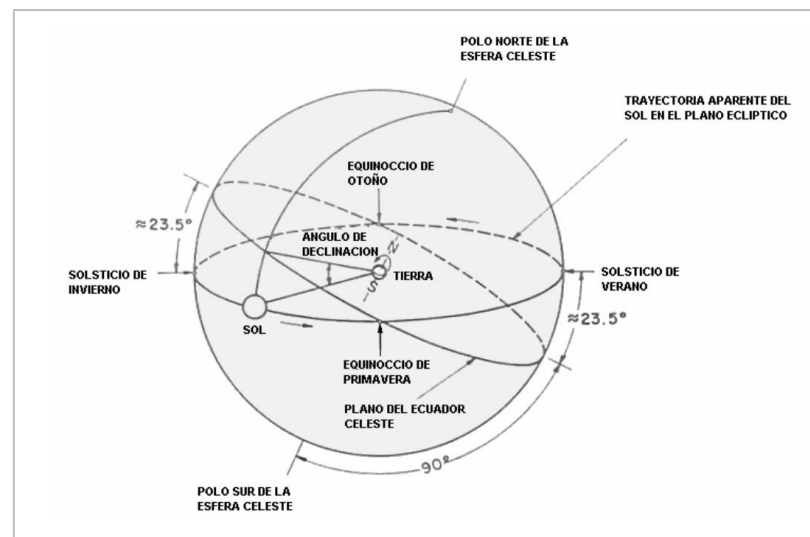 POLO NORTE DE LA
ESFERA CELESTE
TRAYECTORIA APARENTE DEL
SOL EN EL PLANO ECLIPTICO
EQUINOCCIO DE
OTOÑO
≈23.5°
ANGULO DE
DECLINACION
N
TIERRA
S
SOLSTICIO DE
INVIERNO
SOLSTICIO DE
VERANO
SOL
≈23.5°
EQUINOCCIO DE
PRIMAVERA
PLANO DEL ECUADOR
CELESTE
90º
POLO SUR DE LA
ESFERA CELESTE